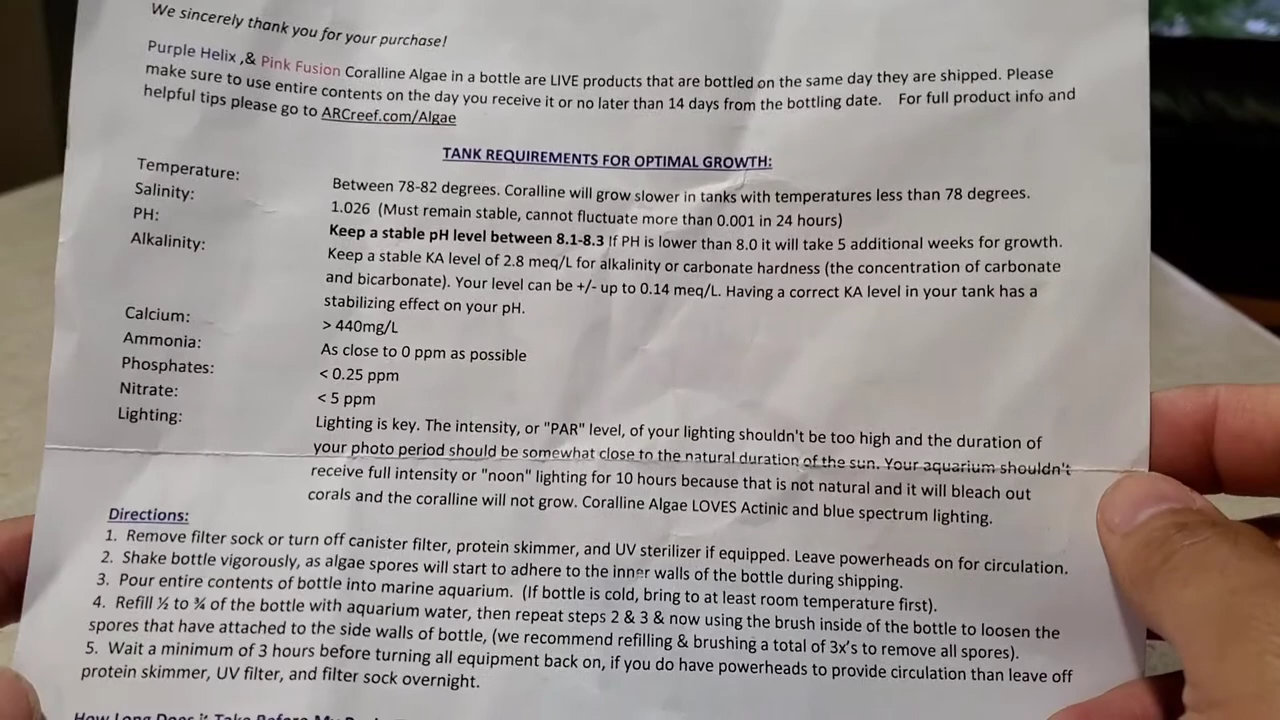 We sincerely thank you for your purchase!
Purple Helix ,& Pink Fusion Coralline Algae in a bottle are LIVE products that are bottled on the same day they are shipped. Please
make sure to use entire contents on the day you receive it or no later than 14 days from the bottling date. For full product info and
helpful tips please go to ARCreef.com/Algae
TANK REQUIREMENTS FOR OPTIMAL GROWTH:
Temperature: Between 78-82 degrees. Coralline will grow slower in tanks with temperatures less than 78 degrees.
Salinity: 1.026 (Must remain stable, cannot fluctuate more than 0.001 in 24 hours)
PH: Keep a stable pH level between 8.1-8.3 If PH is lower than 8.0 it will take 5 additional weeks for growth.
Alkalinity: Keep a stable KA level of 2.8 meq/L for alkalinity or carbonate hardness (the concentration of carbonate
and bicarbonate). Your level can be +/- up to 0.14 meq/L. Having a correct KA level in your tank has a
stabilizing effect on your pH.
Calcium: > 440mg/L
Ammonia: As close to 0 ppm as possible
Phosphates: < 0.25 ppm
Nitrate: < 5 ppm
Lighting: Lighting is key. The intensity, or "PAR" level, of your lighting shouldn't be too high and the duration of
your photo period should be somewhat close to the natural duration of the sun. Your aquarium shouldn't
receive full intensity or "noon" lighting for 10 hours because that is not natural and it will bleach out
corals and the coralline will not grow. Coralline Algae LOVES Actinic and blue spectrum lighting.
Directions:
1. Remove filter sock or turn off canister filter, protein skimmer, and UV sterilizer if equipped. Leave powerheads on for circulation.
2. Shake bottle vigorously, as algae spores will start to adhere to the inner walls of the bottle during shipping.
3. Pour entire contents of bottle into marine aquarium. (If bottle is cold, bring to at least room temperature first).
4. Refill ½ to ¾ of the bottle with aquarium water, then repeat steps 2 & 3 & now using the brush inside of the bottle to loosen the
spores that have attached to the side walls of bottle, (we recommend refilling & brushing a total of 3x's to remove all spores).
5. Wait a minimum of 3 hours before turning all equipment back on, if you do have powerheads to provide circulation than leave off
protein skimmer, UV filter, and filter sock overnight.
How Long Does it Take Before My